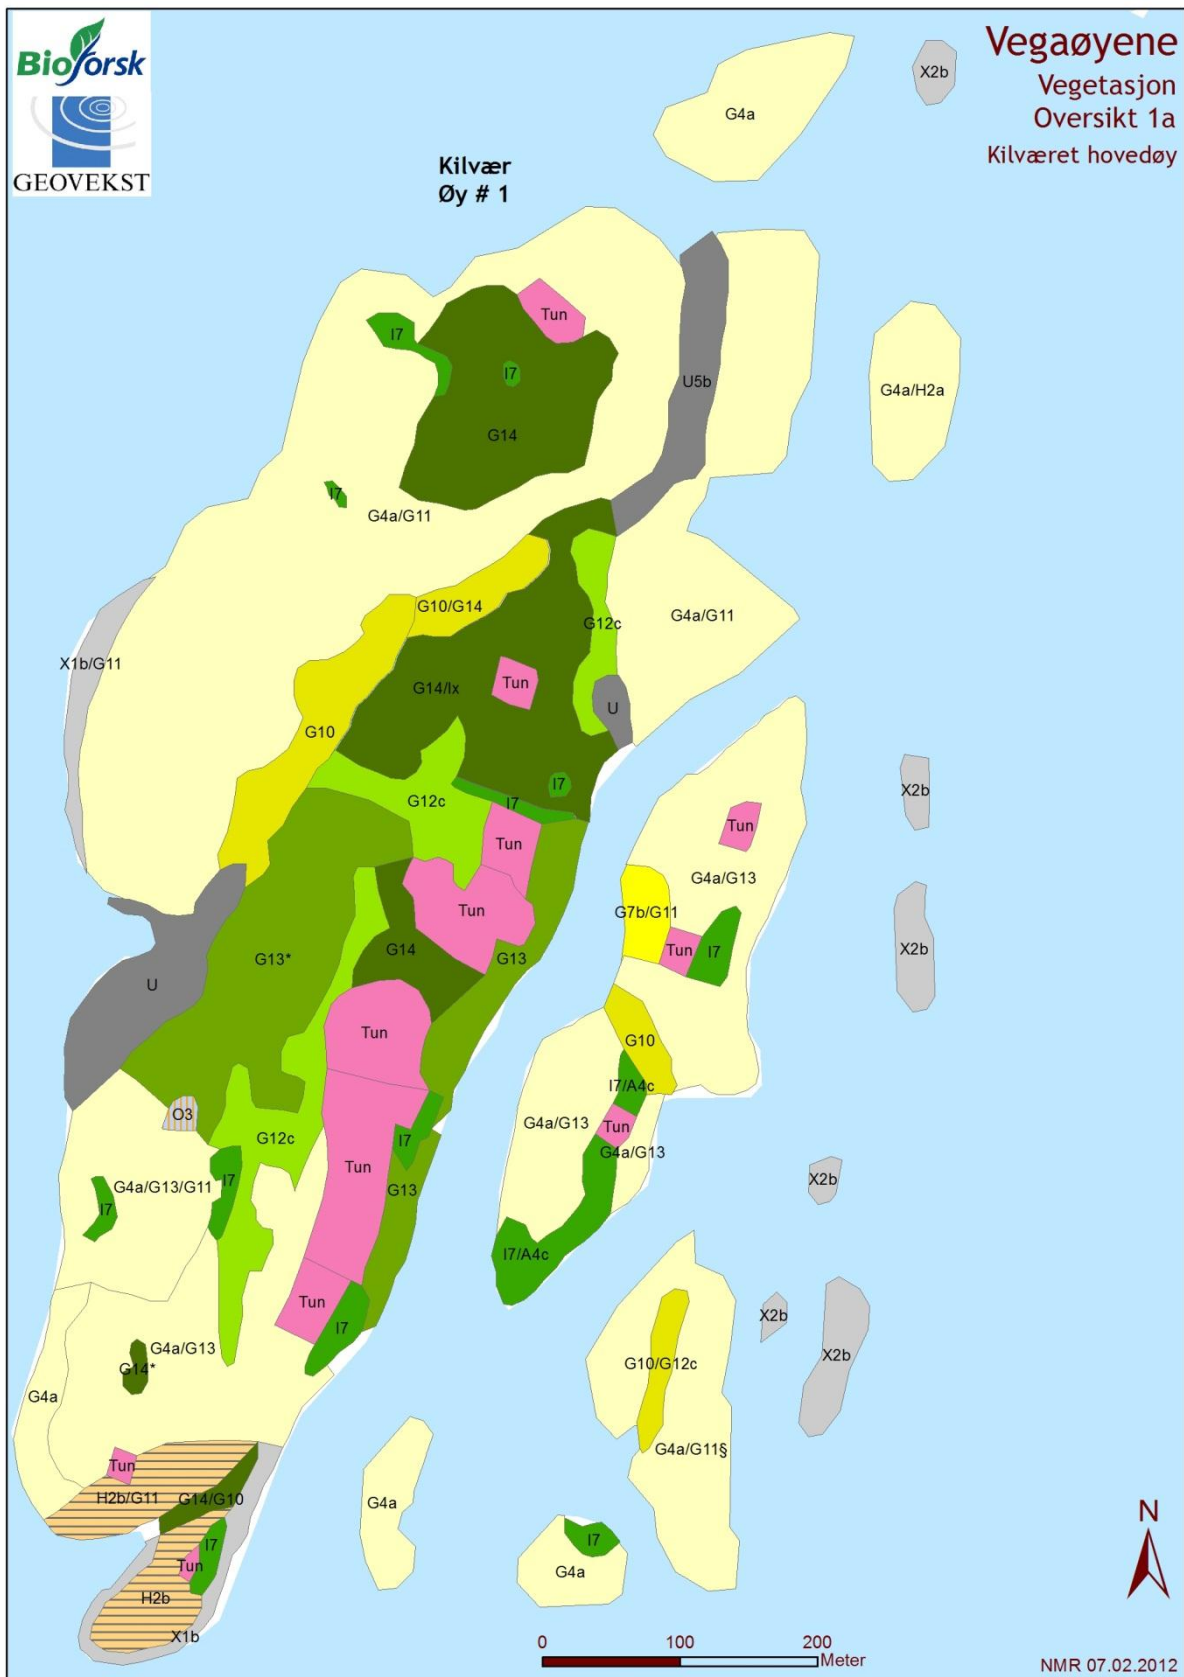 Bioforsk
GEOVEKST
Vegaøyene
Vegetasjon
Oversikt 1a
Kilværet hovedøy
X2b
G4a
Kilvær
Øy # 1
Tun
I7
I7
U5b
G4a/H2a
G14
I7
G4a/G11
G10/G14
G4a/G11
G12c
X1b/G11
G14/Ix
Tun
U
G10
I7
X2b
G12c
I7
Tun
Tun
G4a/G13
Tun
G7b/G11
G14
G13
Tun
I7
X2b
G13*
U
Tun
G10
I7/A4c
O3
G4a/G13
Tun
G12c
I7
G4a/G13
Tun
I7
G4a/G13/G11
G13
X2b
I7
I7/A4c
Tun
I7
X2b
G4a/G13
G14*
G10/G12c
X2b
G4a
G4a/G11§
Tun
H2b/G11
G14/G10
G4a
I7
I7
Tun
G4a
H2b
X1b
N
0 100 200
Meter
NMR 07.02.2012